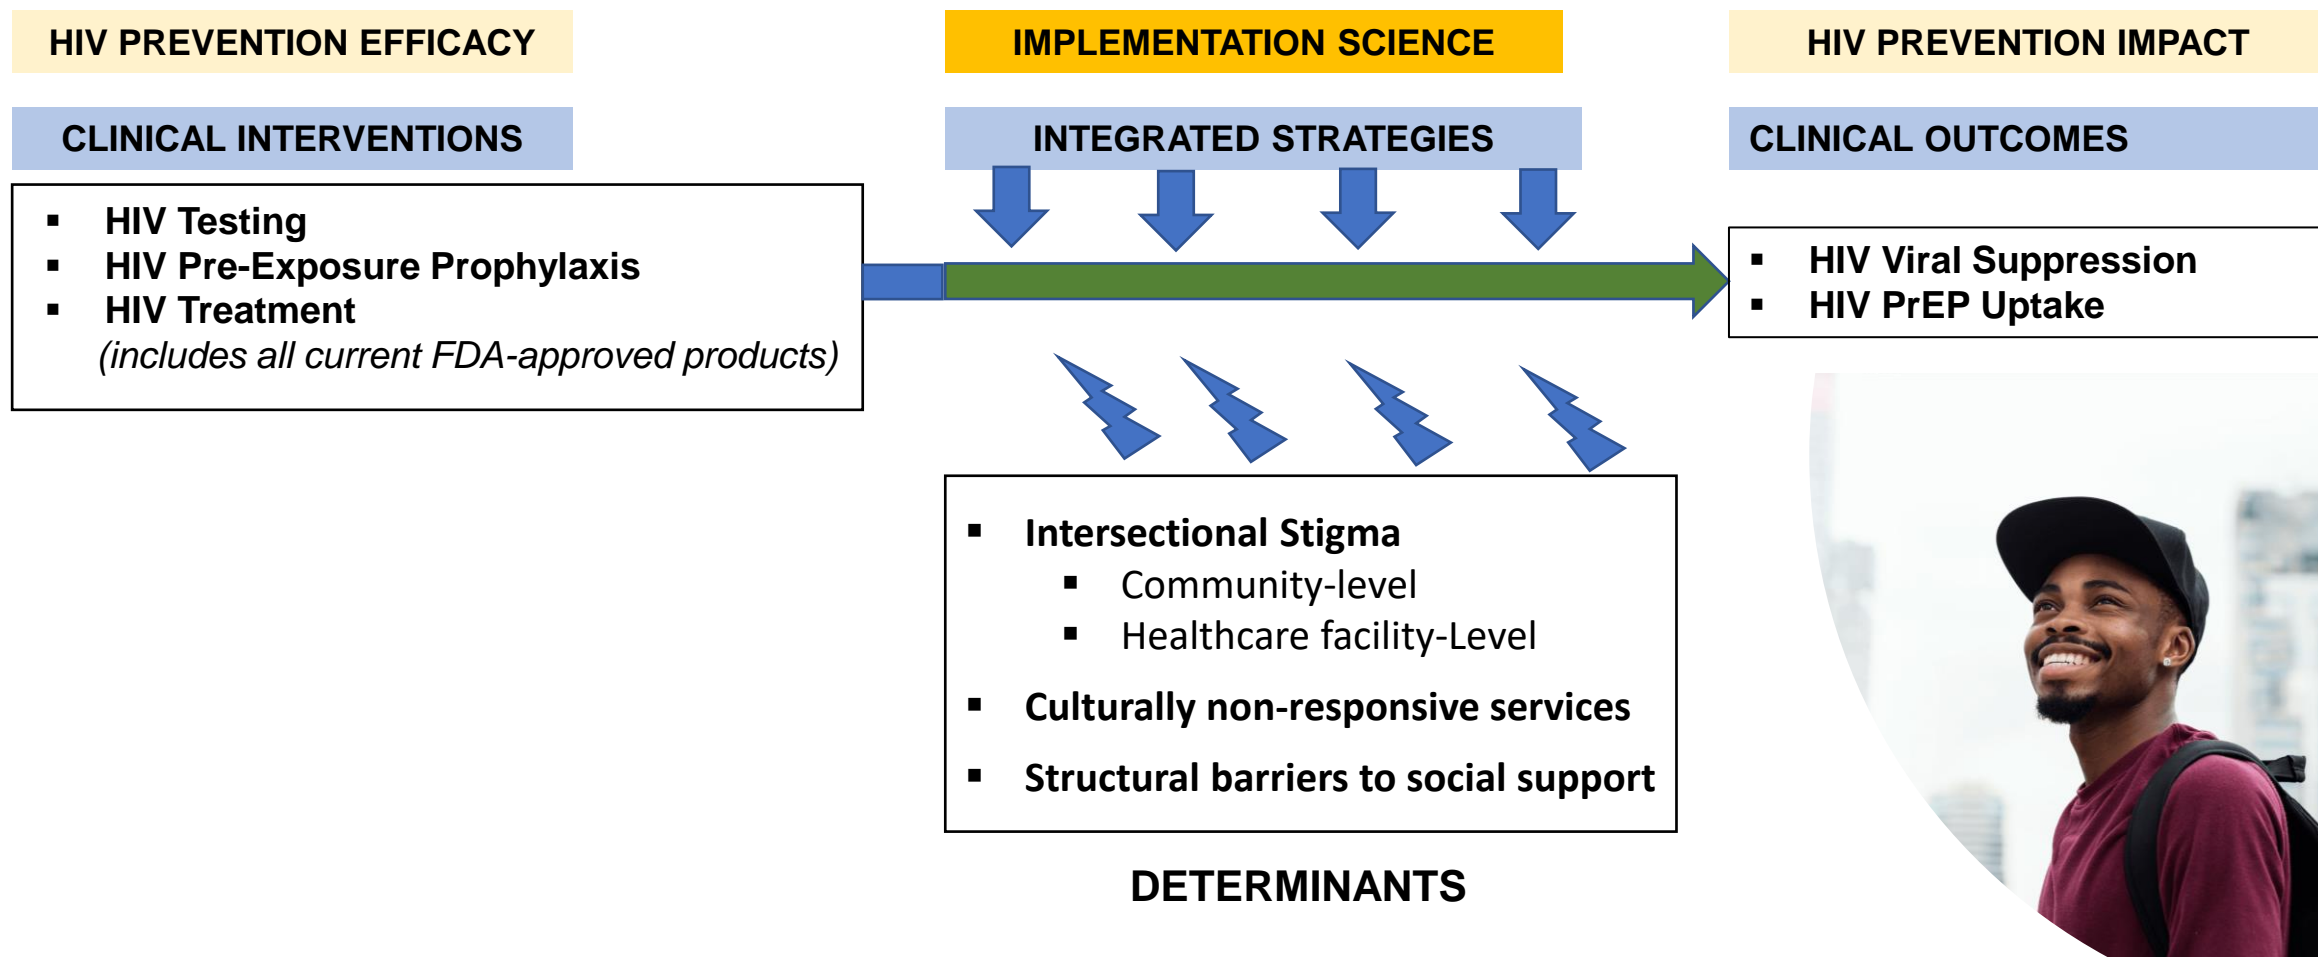 HIV PREVENTION EFFICACY
CLINICAL INTERVENTIONS
▪ HIV Testing
▪ HIV Pre-Exposure Prophylaxis
▪ HIV Treatment
(includes all current FDA-approved products)
IMPLEMENTATION SCIENCE
INTEGRATED STRATEGIES
▪ Intersectional Stigma
▪ Community-level
▪ Healthcare facility-Level
▪ Culturally non-responsive services
▪ Structural barriers to social support
DETERMINANTS
HIV PREVENTION IMPACT
CLINICAL OUTCOMES
▪ HIV Viral Suppression
▪ HIV PrEP Uptake